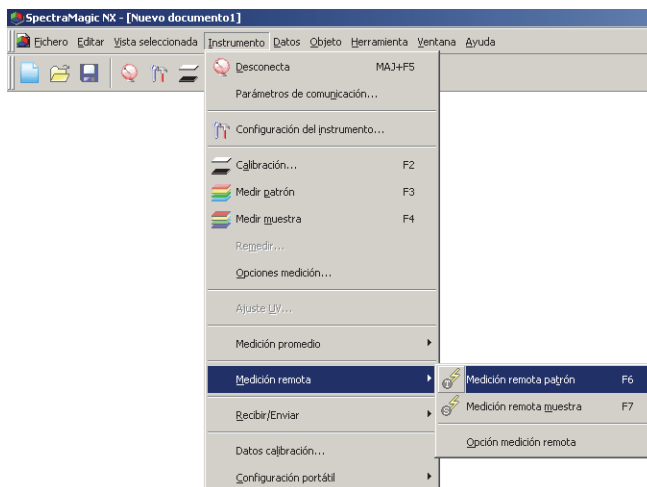 SpectraMagic NX - [Nuevo documento1]
Fichero Editar Vista seleccionada Instrumento Datos Objeto Herramienta Ventana Ayuda
Desconecta MAJ+F5
Parámetros de comunicación...
Configuración del instrumento...
Calibración... F2
Medir patrón F3
Medir muestra F4
Remedir...
Opciones medición...
Ajuste UV...
Medición promedio
Medición remota
Medición remota patrón F6
Medición remota muestra F7
Opción medición remota
Recibir/Enviar
Datos calibración...
Configuración portátil